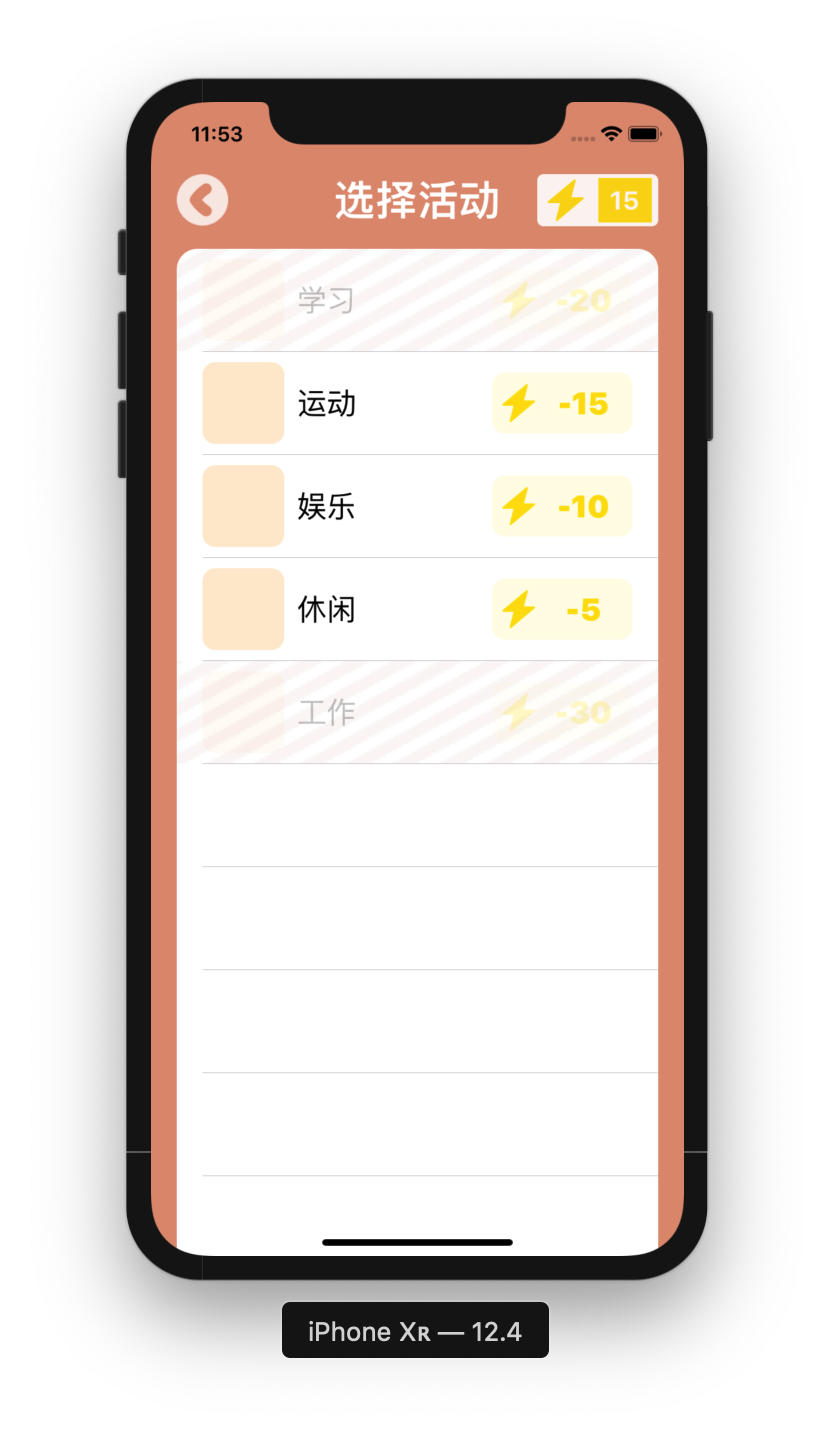 11:53
选择活动 15
学习 -20
运动 -15
娱乐 -10
休闲 -5
工作 -30
iPhone Xʀ — 12.4